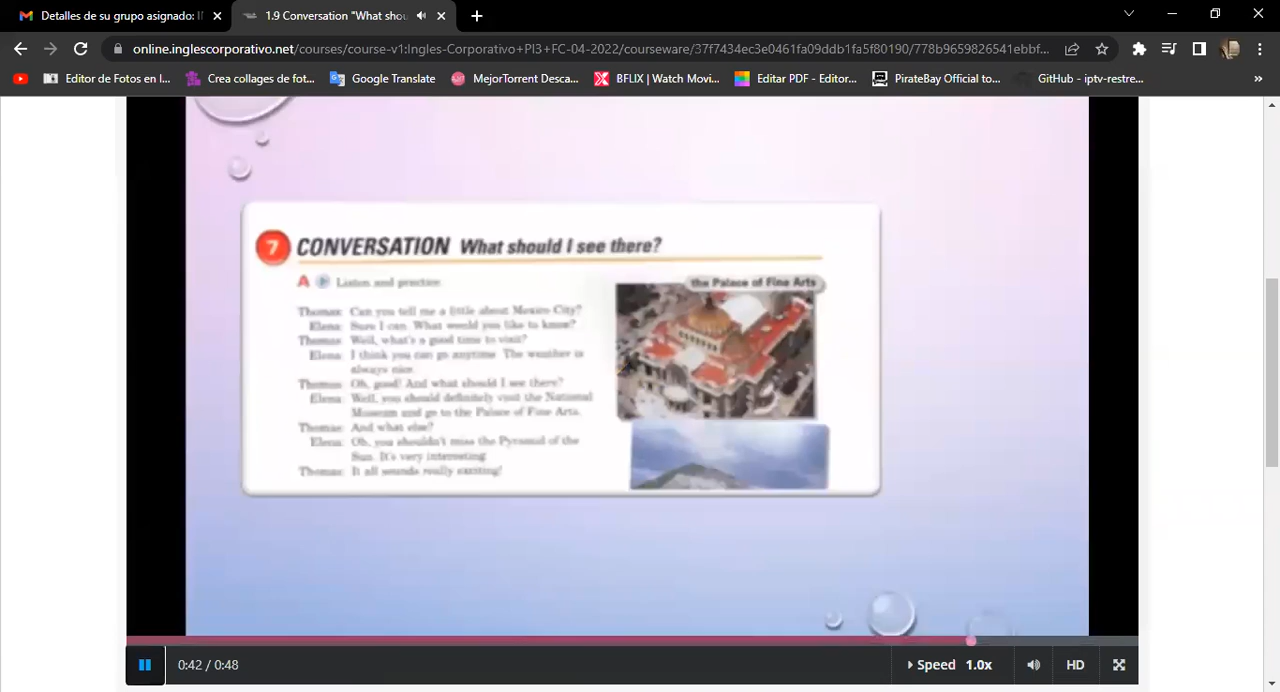 Detalles de su grupo asignado: I
1.9 Conversation "What shou
online.inglescorporativo.net/courses/course-v1:Ingles-Corporativo+PI3+FC-04-2022/courseware/37f7434ec3e0461fa09ddb1fa5f80190/778b9659826541ebbf...
Editor de Fotos en l...
Crea collages de fot...
Google Translate
MejorTorrent Desca...
BFLIX | Watch Movi...
Editar PDF - Editor...
PirateBay Official to...
GitHub - iptv-restre...
7 CONVERSATION What should I see there?
A Listen and practice.
the Palace of Fine Arts
Thomas: Can you tell me a little about Mexico City?
Elena: Sure I can. What would you like to know?
Thomas: Well, what's a good time to visit?
Elena: I think you can go anytime. The weather is
always nice.
Thomas: Oh, good! And what should I see there?
Elena: Well, you should definitely visit the National
Museum and go to the Palace of Fine Arts.
Thomas: And what else?
Elena: Oh, you shouldn't miss the Pyramid of the
Sun. It's very interesting.
Thomas: It all sounds really exciting!
0:42 / 0:48
Speed 1.0x
HD